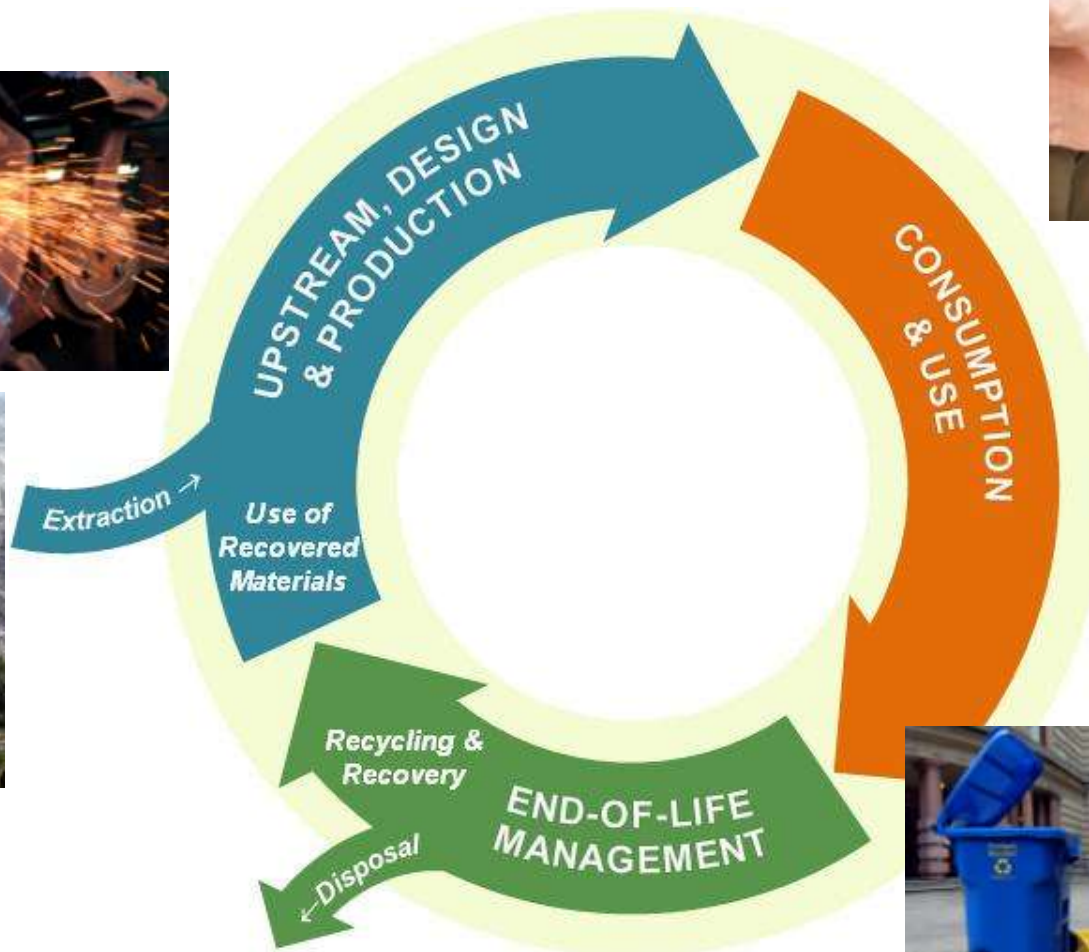 UPSTREAM, DESIGN
& PRODUCTION
CONSUMPTION
& USE
Extraction →
Use of
Recovered
Materials
Recycling &
Recovery
END-OF-LIFE
MANAGEMENT
←Disposal